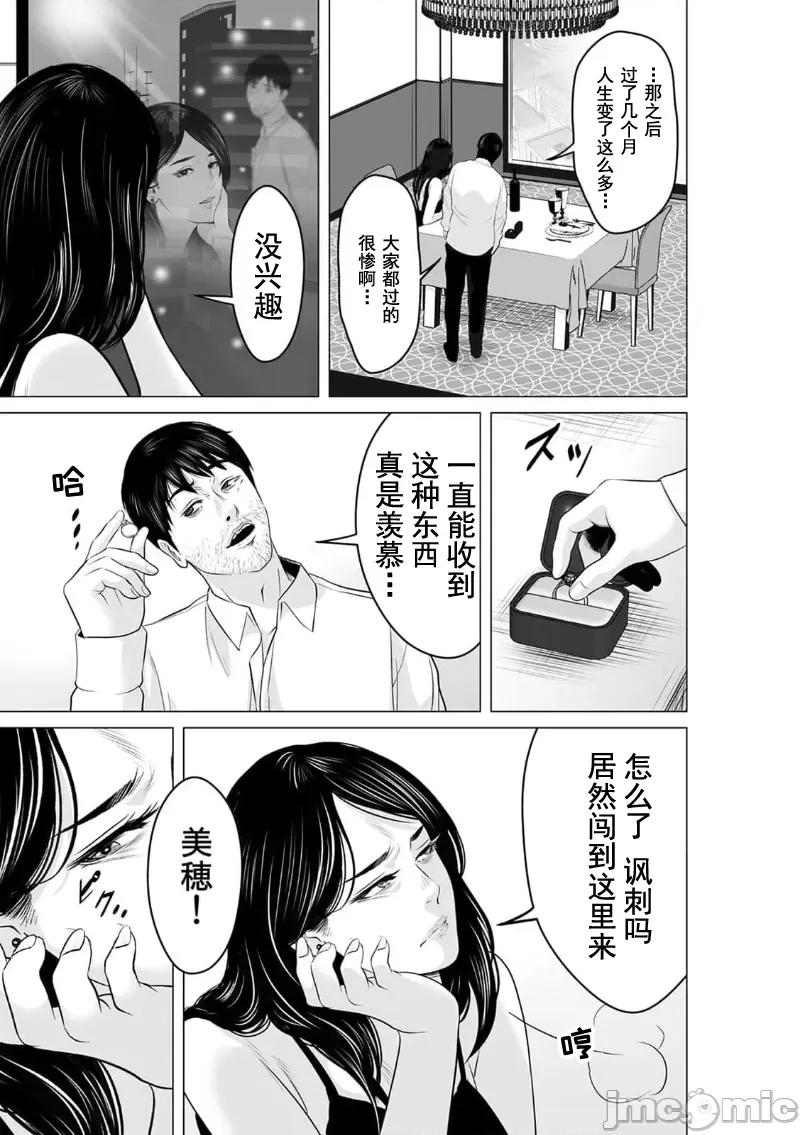 …那之后
过了几个月
人生变了这么多…
大家都过的
很惨啊…
没兴趣
ズッ
一直能收到
这种东西
真是羡慕…
哈…
怎么了 讽刺吗
居然闯到这里来
哼
美穗！
ピク‥
jmcomic